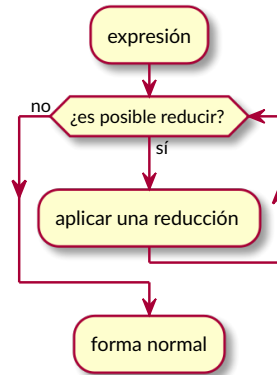 expresión
no
¿es posible reducir?
sí
aplicar una reducción
forma normal